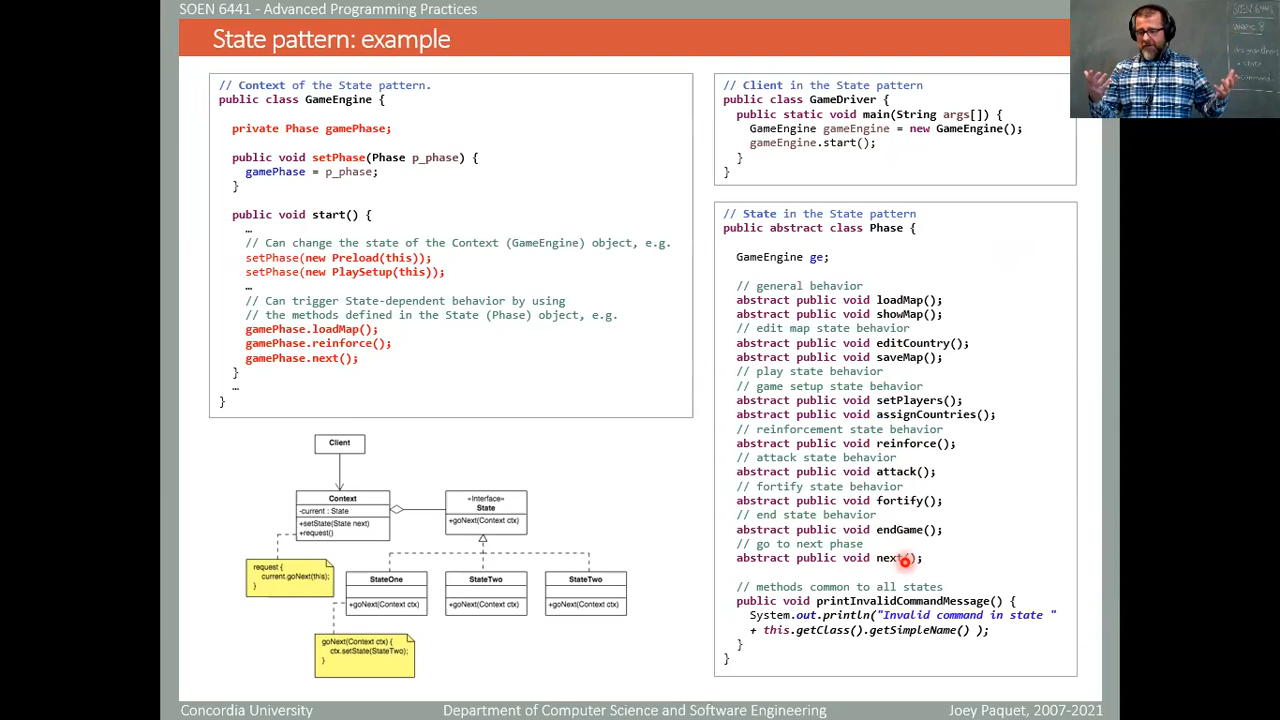 SOEN 6441 - Advanced Programming Practices
State pattern: example
// Context of the State pattern.
public class GameEngine {
private Phase gamePhase;
public void setPhase(Phase p_phase) {
gamePhase = p_phase;
}
public void start() {
…
// Can change the state of the Context (GameEngine) object, e.g.
setPhase(new Preload(this));
setPhase(new PlaySetup(this));
…
// Can trigger State-dependent behavior by using
// the methods defined in the State (Phase) object, e.g.
gamePhase.loadMap();
gamePhase.reinforce();
gamePhase.next();
}
…
}
Client
Context
-current : State
+setState(State next)
+request()
«Interface»
State
+goNext(Context ctx)
request {
current.goNext(this);
}
StateOne
+goNext(Context ctx)
StateTwo
+goNext(Context ctx)
StateTwo
+goNext(Context ctx)
goNext(Context ctx) {
ctx.setState(StateTwo);
}
// Client in the State pattern
public class GameDriver {
public static void main(String args[]) {
GameEngine gameEngine = new GameEngine();
gameEngine.start();
}
}
// State in the State pattern
public abstract class Phase {
GameEngine ge;
// general behavior
abstract public void loadMap();
abstract public void showMap();
// edit map state behavior
abstract public void editCountry();
abstract public void saveMap();
// play state behavior
// game setup state behavior
abstract public void setPlayers();
abstract public void assignCountries();
// reinforcement state behavior
abstract public void reinforce();
// attack state behavior
abstract public void attack();
// fortify state behavior
abstract public void fortify();
// end state behavior
abstract public void endGame();
// go to next phase
abstract public void next();
// methods common to all states
public void printInvalidCommandMessage() {
System.out.println("Invalid command in state "
+ this.getClass().getSimpleName() );
}
}
SOEN 6441
week 8
state
command
Concordia University
Department of Computer Science and Software Engineering
Joey Paquet, 2007-2021